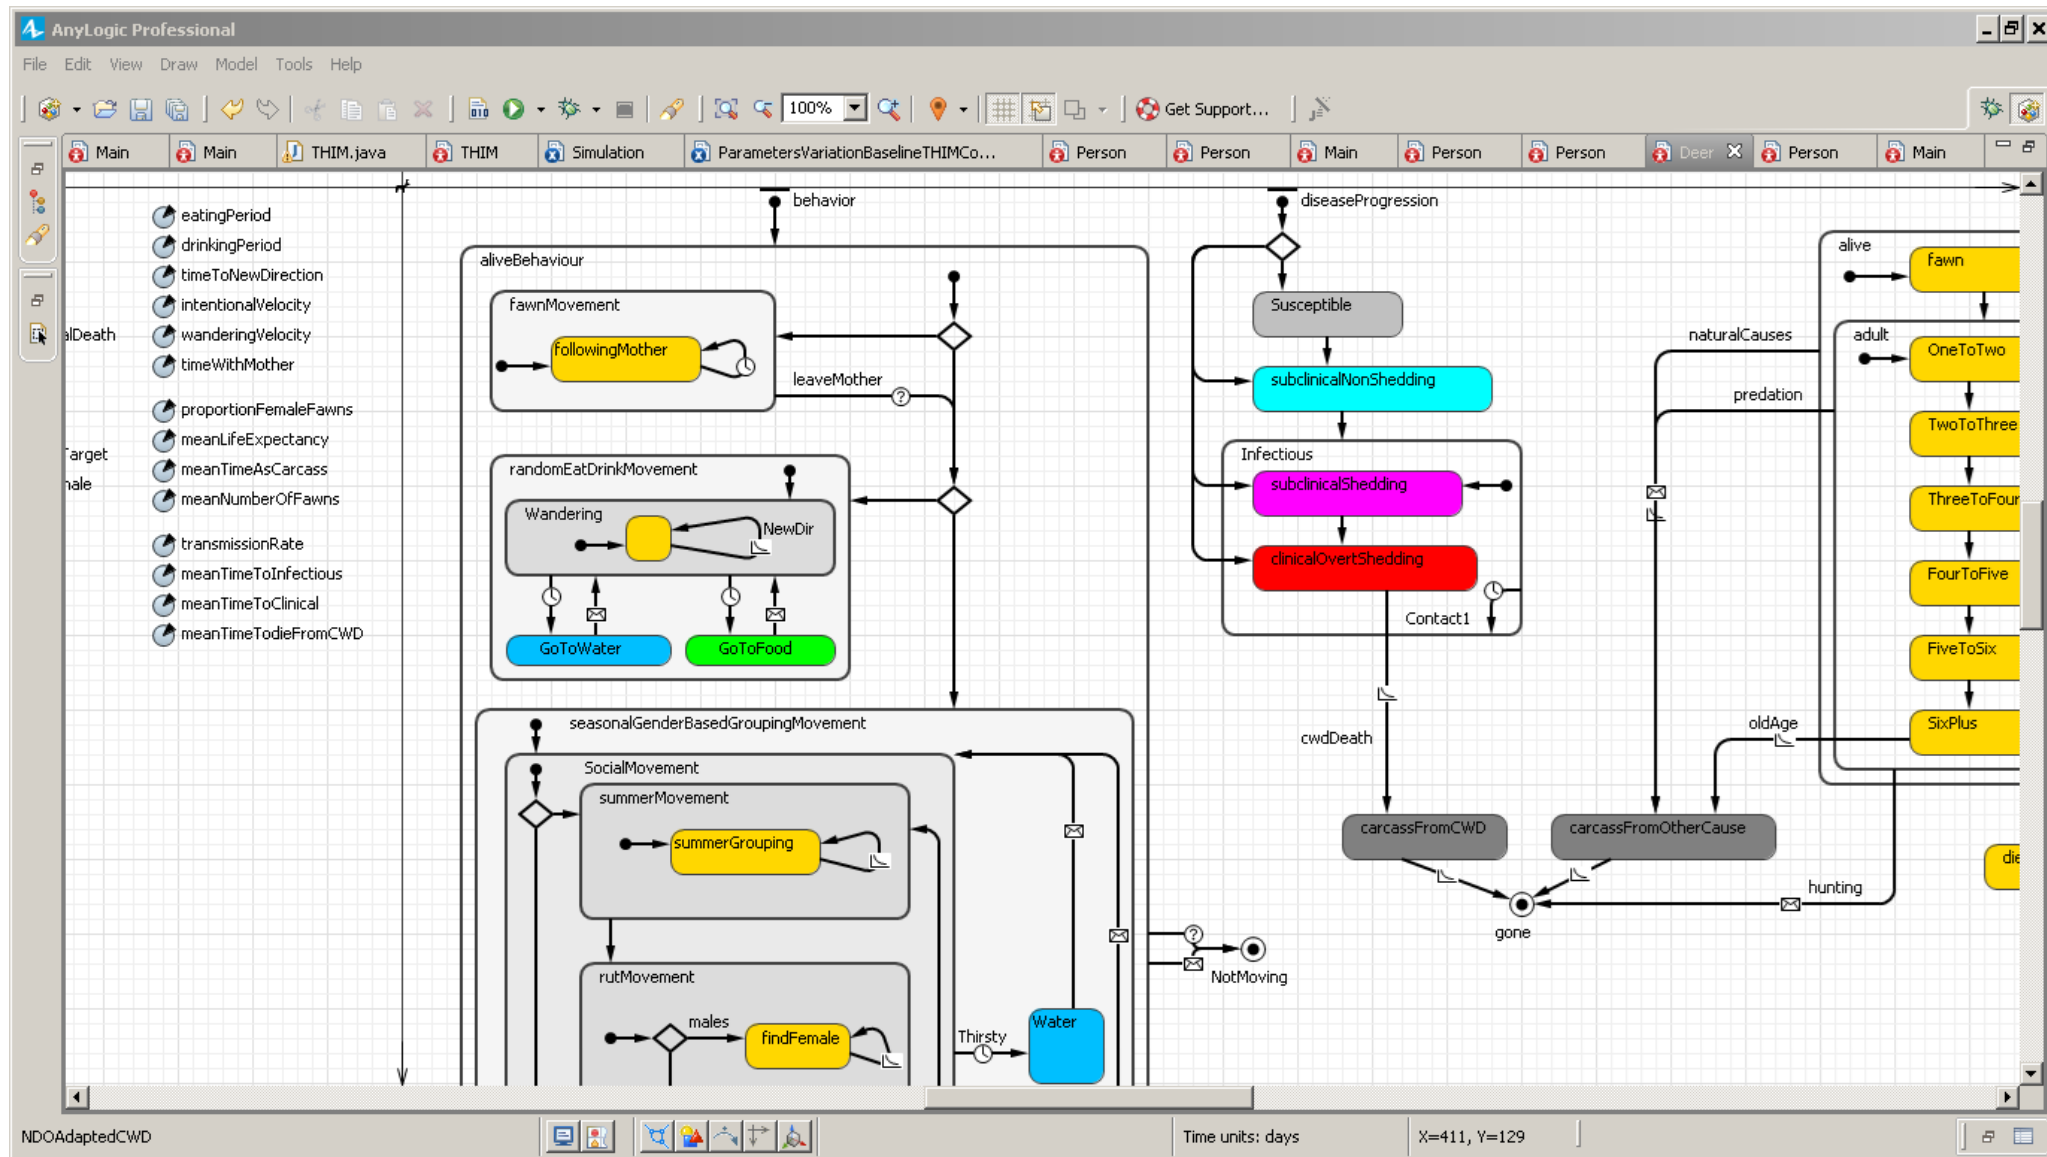 AnyLogic Professional
File Edit View Draw Model Tools Help
100% Get Support...
Main Main THIM.java THIM Simulation ParametersVariationBaselineTHIMCo... Person Person Main Person Person Deer Person Main
eatingPeriod
drinkingPeriod
timeToNewDirection
intentionalVelocity
wanderingVelocity
timeWithMother
proportionFemaleFawns
meanLifeExpectancy
meanTimeAsCarcass
meanNumberOfFawns
transmissionRate
meanTimeToInfectious
meanTimeToClinical
meanTimeTodieFromCWD
alDeath
Target
nale
behavior
aliveBehaviour
fawnMovement
followingMother
leaveMother
randomEatDrinkMovement
Wandering
NewDir
GoToWater
GoToFood
seasonalGenderBasedGroupingMovement
SocialMovement
summerMovement
summerGrouping
rutMovement
males
findFemale
Thirsty
Water
NotMoving
diseaseProgression
Susceptible
subclinicalNonShedding
Infectious
subclinicalShedding
clinicalOvertShedding
Contact1
cwdDeath
carcassFromCWD
carcassFromOtherCause
gone
hunting
naturalCauses
predation
oldAge
alive
fawn
adult
OneToTwo
TwoToThree
ThreeToFour
FourToFive
FiveToSix
SixPlus
die
NDOAdaptedCWD
Time units: days
X=411, Y=129